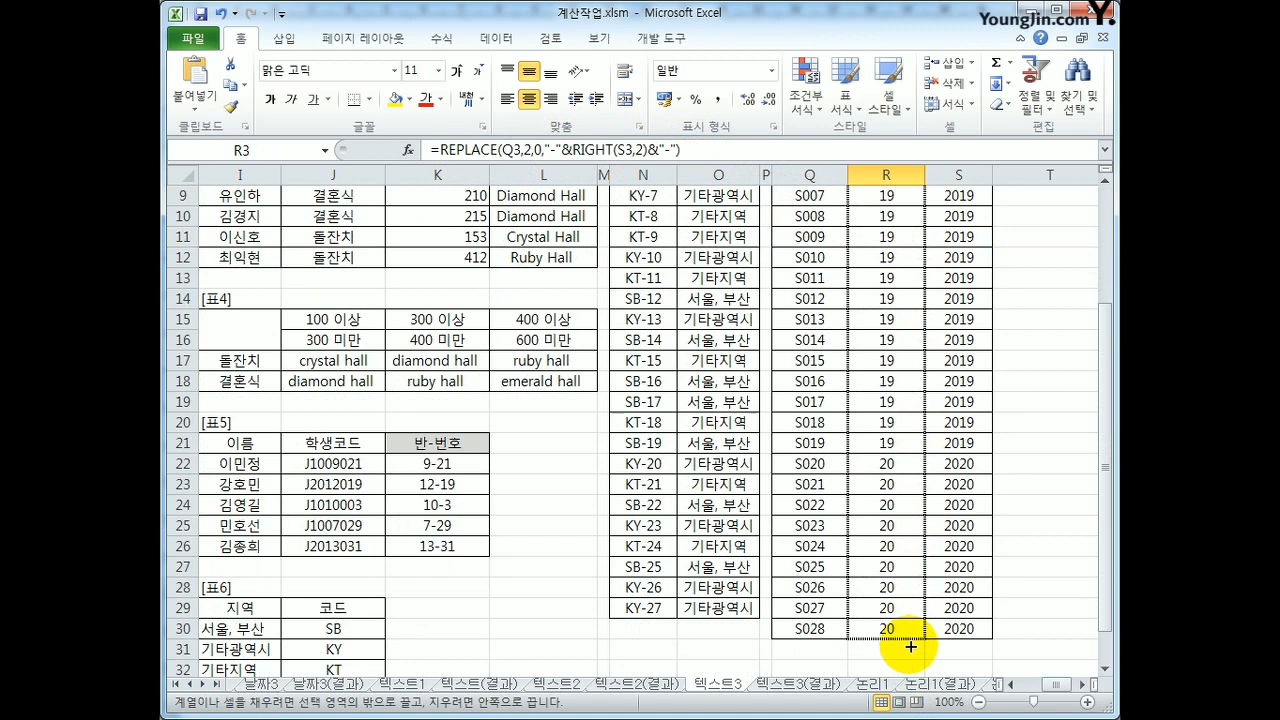 계산작업.xlsm - Microsoft Excel
YoungJin.com Y.
파일 홈 삽입 페이지 레이아웃 수식 데이터 검토 보기 개발 도구
맑은 고딕 11 일반
붙여넣기 가 가 가 가 내천 % , 조건부 서식 표 서식 셀 스타일 삽입 삭제 서식 Σ 정렬 및 필터 찾기 및 선택
클립보드 글꼴 맞춤 표시 형식 스타일 셀 편집
R3 fx =REPLACE(Q3,2,0,"-"&RIGHT(S3,2)&"-")
I J K L M N O P Q R S T
9 유인하 결혼식 210 Diamond Hall KY-7 기타광역시 S007 19 2019
10 김경지 결혼식 215 Diamond Hall KT-8 기타지역 S008 19 2019
11 이신호 돌잔치 153 Crystal Hall KT-9 기타지역 S009 19 2019
12 최익현 돌잔치 412 Ruby Hall KY-10 기타광역시 S010 19 2019
13 KT-11 기타지역 S011 19 2019
14 [표4] SB-12 서울, 부산 S012 19 2019
15 100 이상 300 이상 400 이상 KY-13 기타광역시 S013 19 2019
16 300 미만 400 미만 600 미만 SB-14 서울, 부산 S014 19 2019
17 돌잔치 crystal hall diamond hall ruby hall KT-15 기타지역 S015 19 2019
18 결혼식 diamond hall ruby hall emerald hall SB-16 서울, 부산 S016 19 2019
19 SB-17 서울, 부산 S017 19 2019
20 [표5] KT-18 기타지역 S018 19 2019
21 이름 학생코드 반-번호 SB-19 서울, 부산 S019 19 2019
22 이민정 J1009021 9-21 KY-20 기타광역시 S020 20 2020
23 강호민 J2012019 12-19 KT-21 기타지역 S021 20 2020
24 김영길 J1010003 10-3 SB-22 서울, 부산 S022 20 2020
25 민호선 J1007029 7-29 KY-23 기타광역시 S023 20 2020
26 김종희 J2013031 13-31 KT-24 기타지역 S024 20 2020
27 SB-25 서울, 부산 S025 20 2020
28 [표6] KY-26 기타광역시 S026 20 2020
29 지역 코드 KY-27 기타광역시 S027 20 2020
30 서울, 부산 SB S028 20 2020
31 기타광역시 KY
32 기타지역 KT
날짜3 날짜3(결과) 텍스트1 텍스트(결과) 텍스트2 텍스트2(결과) 텍스트3 텍스트3(결과) 논리1 논리1(결과)
계열이나 셀을 채우려면 선택 영역의 밖으로 끌고, 지우려면 안쪽으로 끕니다. 100%